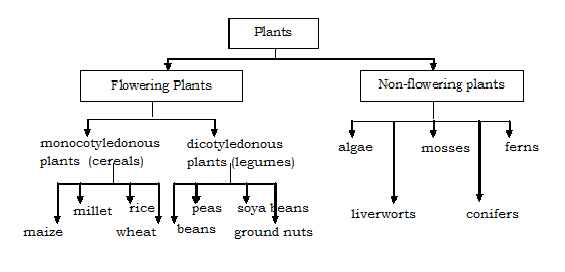 Plants
Flowering Plants
Non-flowering plants
monocotyledonous
plants (cereals)
dicotyledonous
plants (legumes)
algae
mosses
ferns
millet
rice
peas
soya beans
liverworts
conifers
maize
wheat
beans
ground nuts